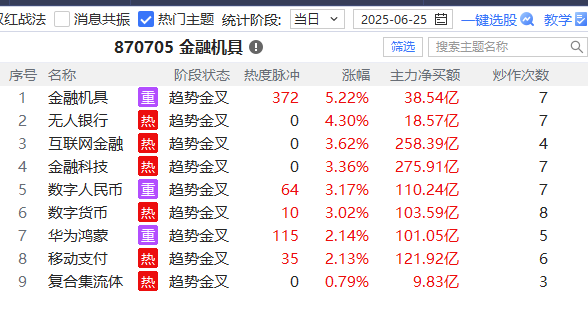 双红战法 消息共振 热门主题 统计阶段: 当日 2025-06-25 一键选股 教学
870705 金融机具 筛选 搜索主题名称
序号 名称 阶段状态 热度脉冲 涨幅 主力净买额 炒作次数
1 金融机具 重 趋势金叉 372 5.22% 38.54亿 7
2 无人银行 热 趋势金叉 0 4.30% 18.57亿 7
3 互联网金融 热 趋势金叉 0 3.62% 258.39亿 4
4 金融科技 热 趋势金叉 0 3.36% 275.91亿 7
5 数字人民币 重 趋势金叉 64 3.17% 110.24亿 7
6 数字货币 热 趋势金叉 10 3.02% 103.59亿 8
7 华为鸿蒙 重 趋势金叉 115 2.14% 101.05亿 5
8 移动支付 热 趋势金叉 35 2.13% 121.92亿 6
9 复合集流体 热 趋势金叉 0 0.79% 9.83亿 3